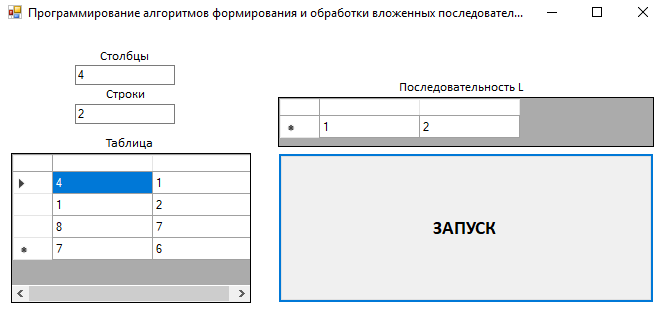 Программирование алгоритмов формирования и обработки вложенных последовател...
Столбцы
4
Строки
2
Таблица
4 1
1 2
8 7
7 6
Последовательность L
1 2
ЗАПУСК